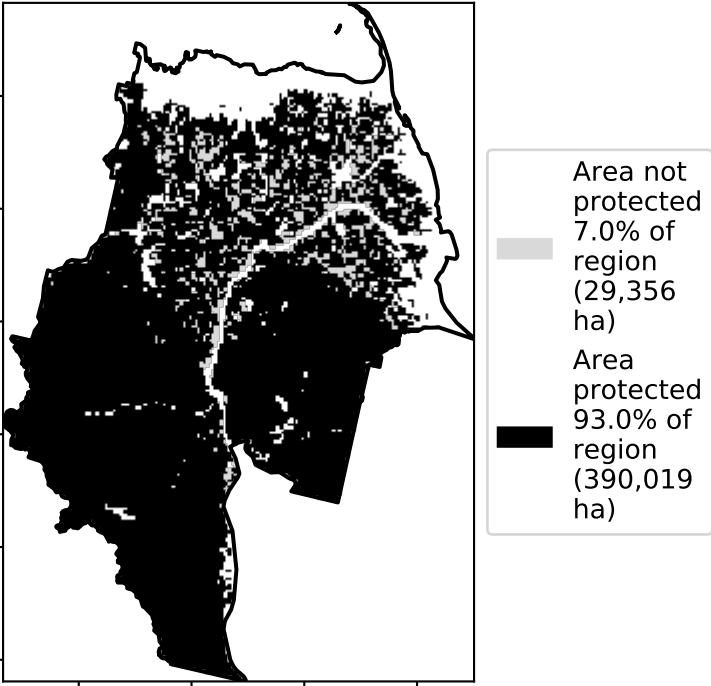 Area not
protected
7.0% of
region
(29,356
ha)
Area
protected
93.0% of
region
(390,019
ha)